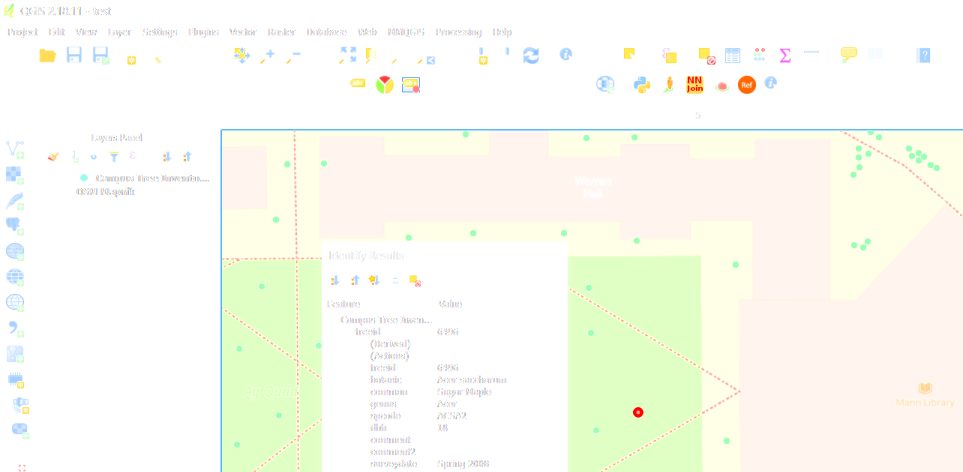 QGIS 2.18.11 - test
Project Edit View Layer Settings Plugins Vector Raster Database Web MMQGIS Processing Help
abc
NN
Join
Ref
Layers Panel
Campus Tree Invento...
OSM Mapnik
Identify Results
Feature Value
Campus Tree Inven...
treeid 6496
(Derived)
(Actions)
treeid 6496
botanic Acer saccharum
common Sugar Maple
genus Acer
spcode ACSA2
dbh 18
comment
comment2
surveydate Spring 2006
Mann Library